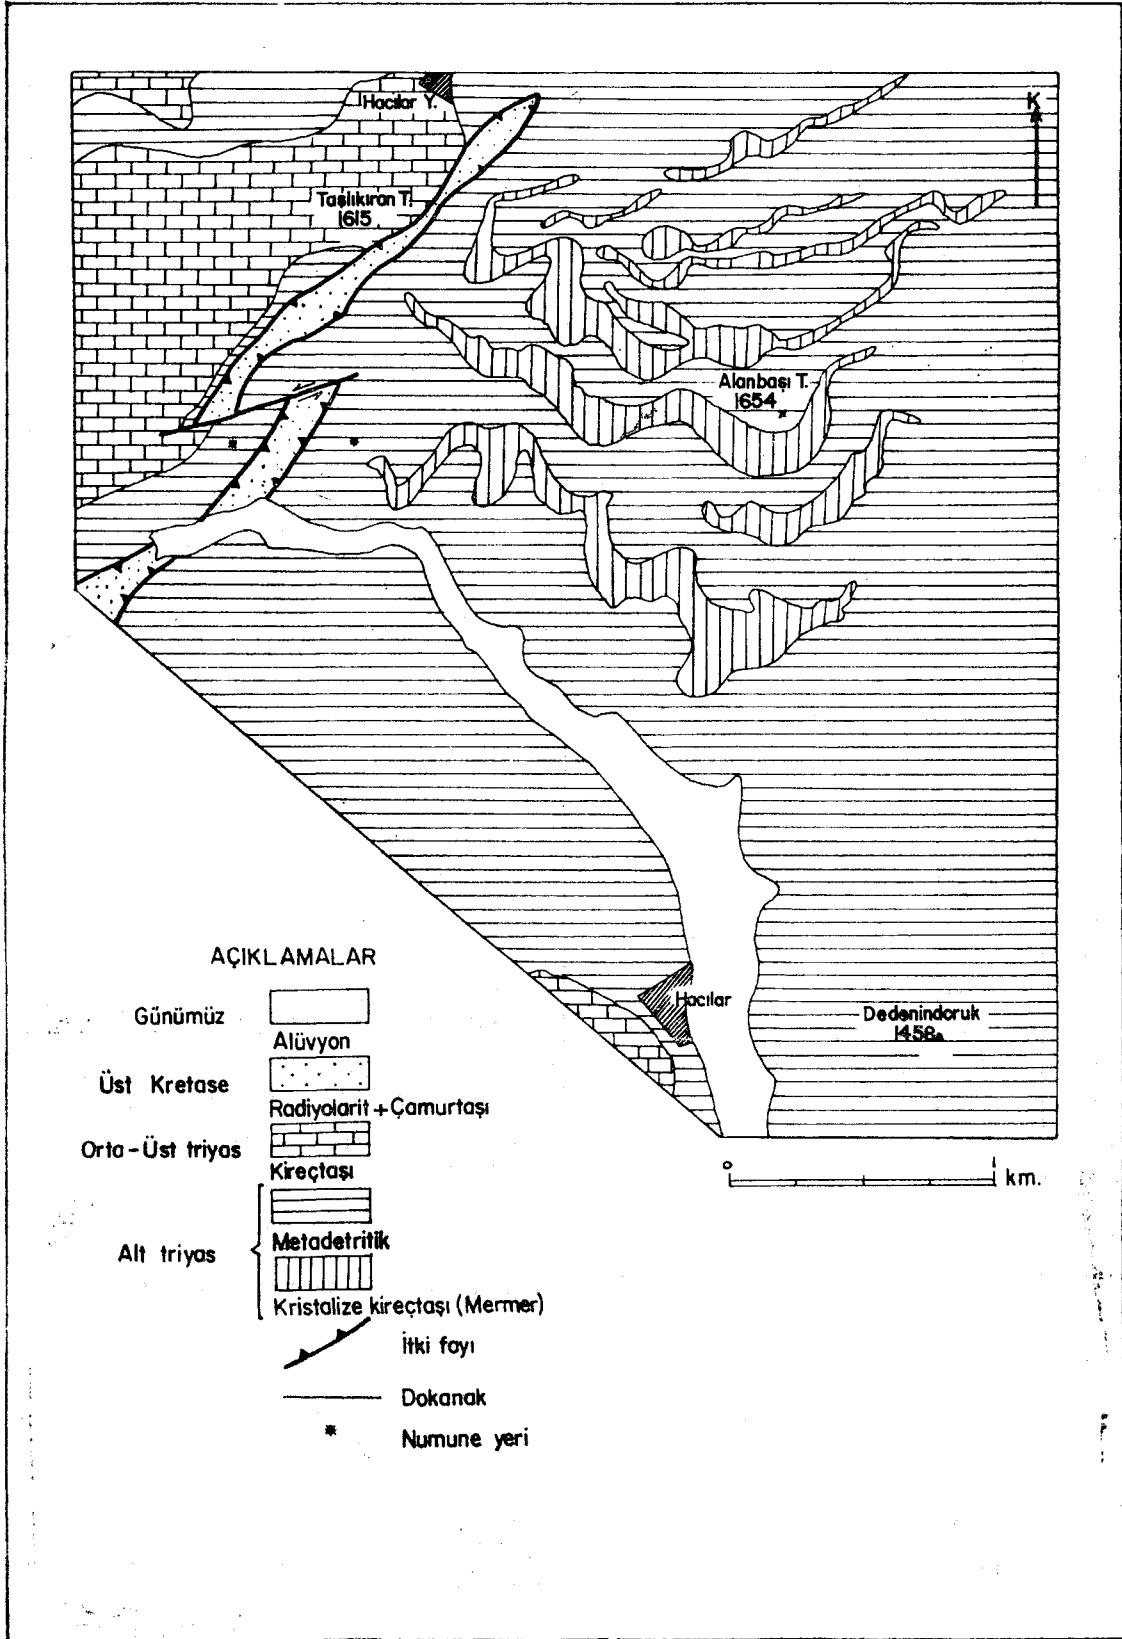 Hacılar Y.
K
Taşlıkıran T.
1615
Alanbaşı T.
1654
Hacılar
Dedenindoruk
1458
0 1 km.
AÇIKLAMALAR
Günümüz
Alüvyon
Üst Kretase
Radiyolarit + Çamurtaşı
Orta - Üst triyas
Kireçtaşı
Metadetritik
Alt triyas
Kristalize kireçtaşı (Mermer)
İtki fayı
Dokanak
Numune yeri